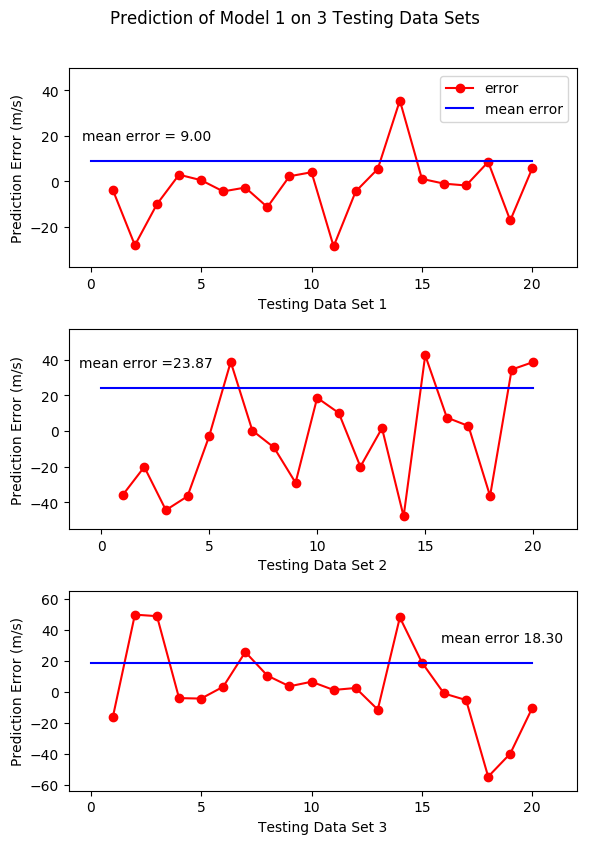 Prediction of Model 1 on 3 Testing Data Sets
error
mean error
mean error = 9.00
Prediction Error (m/s)
40
20
0
−20
0 5 10 15 20
Testing Data Set 1
mean error =23.87
Prediction Error (m/s)
40
20
0
−20
−40
0 5 10 15 20
Testing Data Set 2
mean error 18.30
Prediction Error (m/s)
60
40
20
0
−20
−40
−60
0 5 10 15 20
Testing Data Set 3